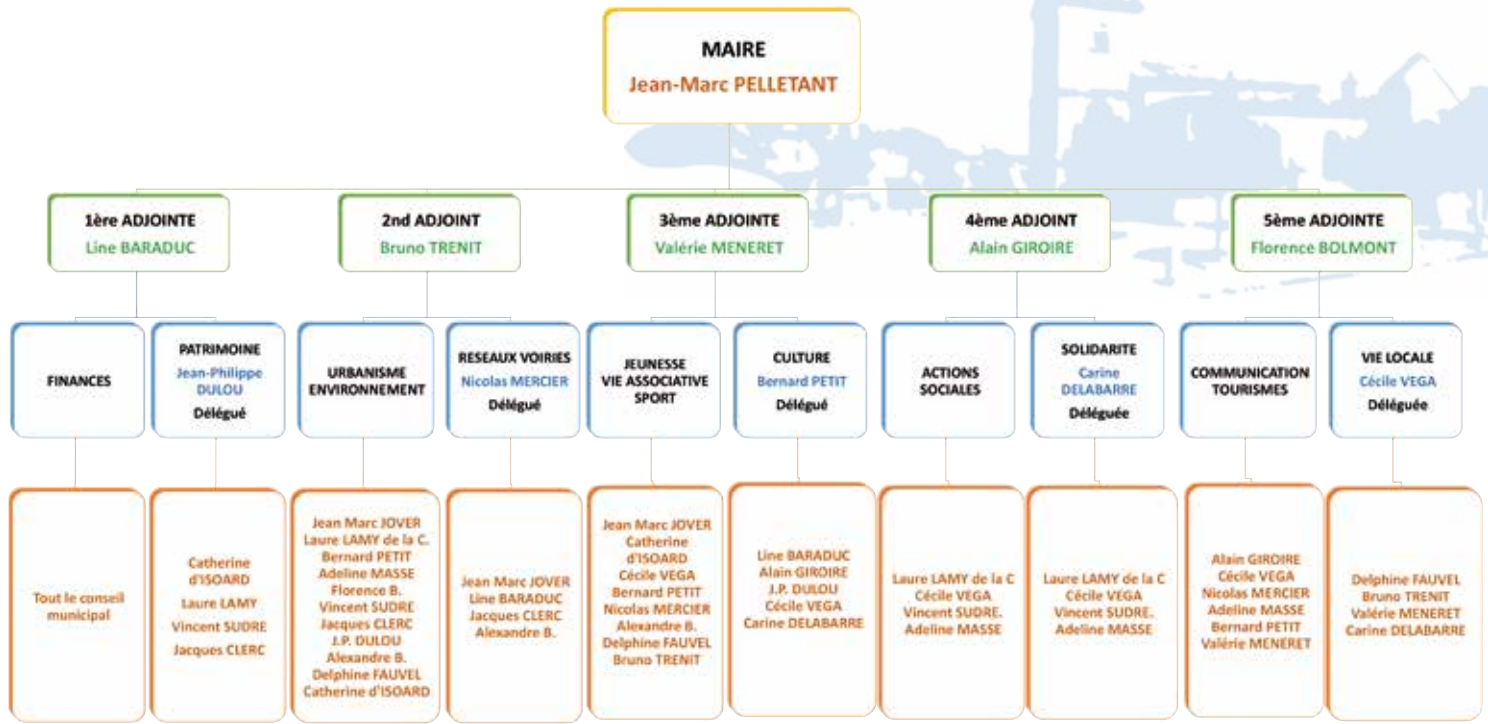 MAIRE
Jean-Marc PELLETANT
1ère ADJOINTE
Line BARADUC
2nd ADJOINT
Bruno TRENIT
3ème ADJOINTE
Valérie MENERET
4ème ADJOINT
Alain GIROIRE
5ème ADJOINTE
Florence BOLMONT
FINANCES
PATRIMOINE
Jean-Philippe
DULOU
Délégué
URBANISME
ENVIRONNEMENT
RESEAUX VOIRIES
Nicolas MERCIER
Délégué
JEUNESSE
VIE ASSOCIATIVE
SPORT
CULTURE
Bernard PETIT
Délégué
ACTIONS
SOCIALES
SOLIDARITE
Carine
DELABARRE
Déléguée
COMMUNICATION
TOURISMES
VIE LOCALE
Cécile VEGA
Déléguée
Tout le conseil
municipal
Catherine
d'ISOARD
Laure LAMY
Vincent SUDRE
Jacques CLERC
Jean Marc JOVER
Laure LAMY de la C.
Bernard PETIT
Adeline MASSE
Florence B.
Vincent SUDRE
Jacques CLERC
J.P. DULOU
Alexandre B.
Delphine FAUVEL
Catherine d'ISOARD
Jean Marc JOVER
Line BARADUC
Jacques CLERC
Alexandre B.
Jean Marc JOVER
Catherine
d'ISOARD
Cécile VEGA
Bernard PETIT
Nicolas MERCIER
Alexandre B.
Delphine FAUVEL
Bruno TRENIT
Line BARADUC
Alain GIROIRE
J.P. DULOU
Cécile VEGA
Carine DELABARRE
Laure LAMY de la C
Cécile VEGA
Vincent SUDRE.
Adeline MASSE
Laure LAMY de la C
Cécile VEGA
Vincent SUDRE.
Adeline MASSE
Alain GIROIRE
Cécile VEGA
Nicolas MERCIER
Adeline MASSE
Bernard PETIT
Valérie MENERET
Delphine FAUVEL
Bruno TRENIT
Valérie MENERET
Carine DELABARRE